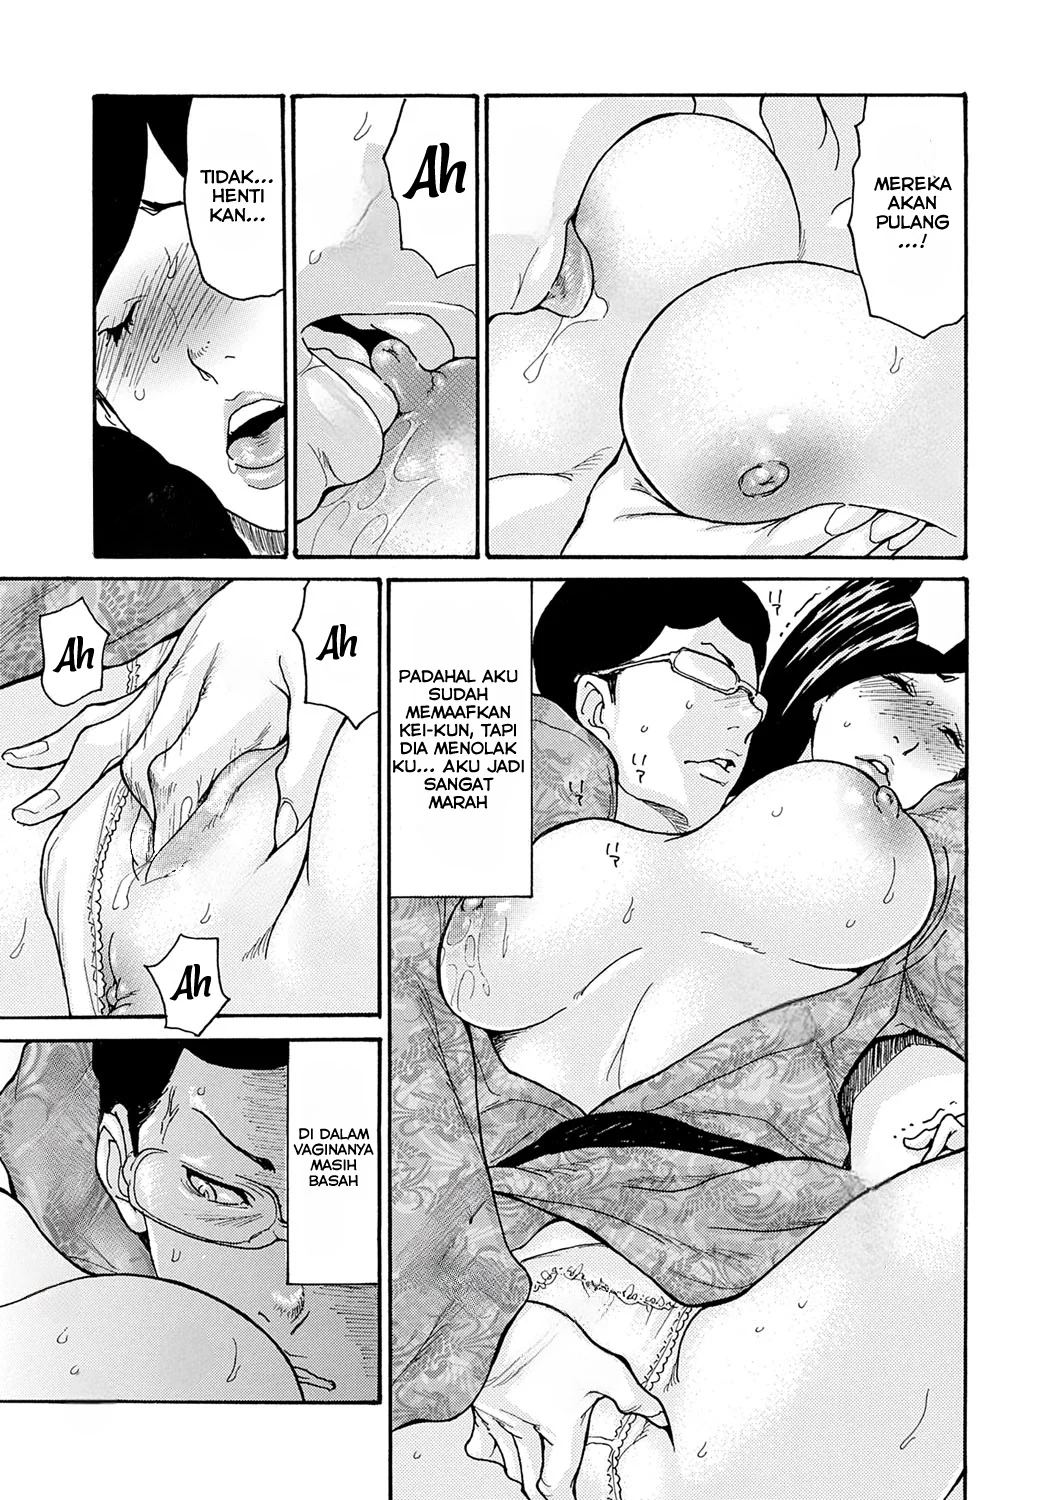 MEREKA
AKAN
PULANG
...!
Ah
TIDAK...
HENTI
KAN...
PADAHAL AKU
SUDAH
MEMAAFKAN
KEI-KUN, TAPI
DIA MENOLAK
KU... AKU JADI
SANGAT
MARAH
Ah
Ah
Ah
DI DALAM
VAGINANYA
MASIH
BASAH